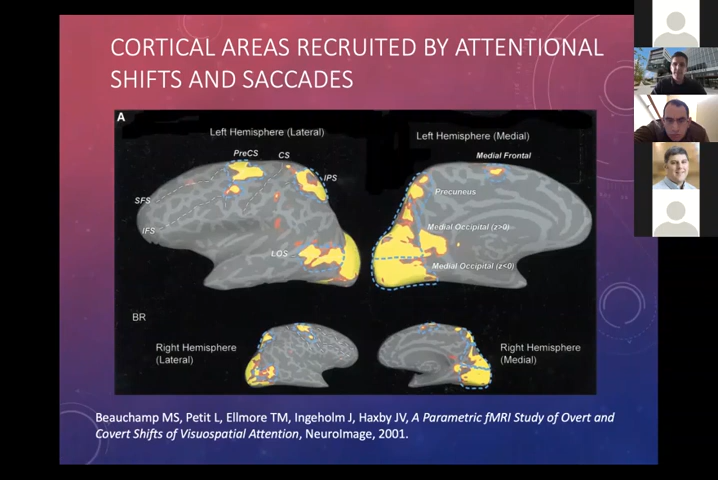 CORTICAL AREAS RECRUITED BY ATTENTIONAL
SHIFTS AND SACCADES
A
Left Hemisphere (Lateral)
Left Hemisphere (Medial)
PreCS
CS
IPS
SFS
IFS
LOS
Medial Frontal
Precuneus
Medial Occipital (z>0)
Medial Occipital (z<0)
BR
Right Hemisphere
(Lateral)
Right Hemisphere
(Medial)
Beauchamp MS, Petit L, Ellmore TM, Ingeholm J, Haxby JV, A Parametric fMRI Study of Overt and
Covert Shifts of Visuospatial Attention, NeuroImage, 2001.